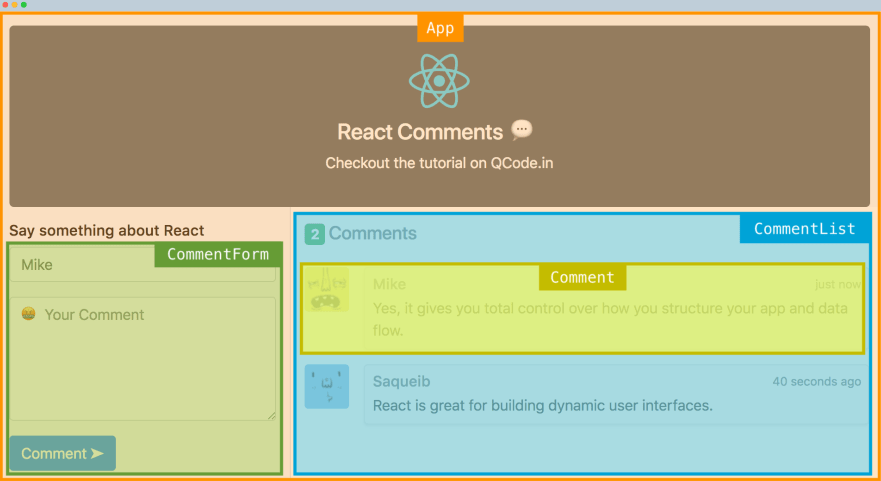 App
React Comments 💬
Checkout the tutorial on QCode.in
Say something about React
CommentForm
Mike
😁 Your Comment
Comment ➤
CommentList
2 Comments
Comment
Mike
just now
Yes, it gives you total control over how you structure your app and data
flow.
Saqueib
40 seconds ago
React is great for building dynamic user interfaces.